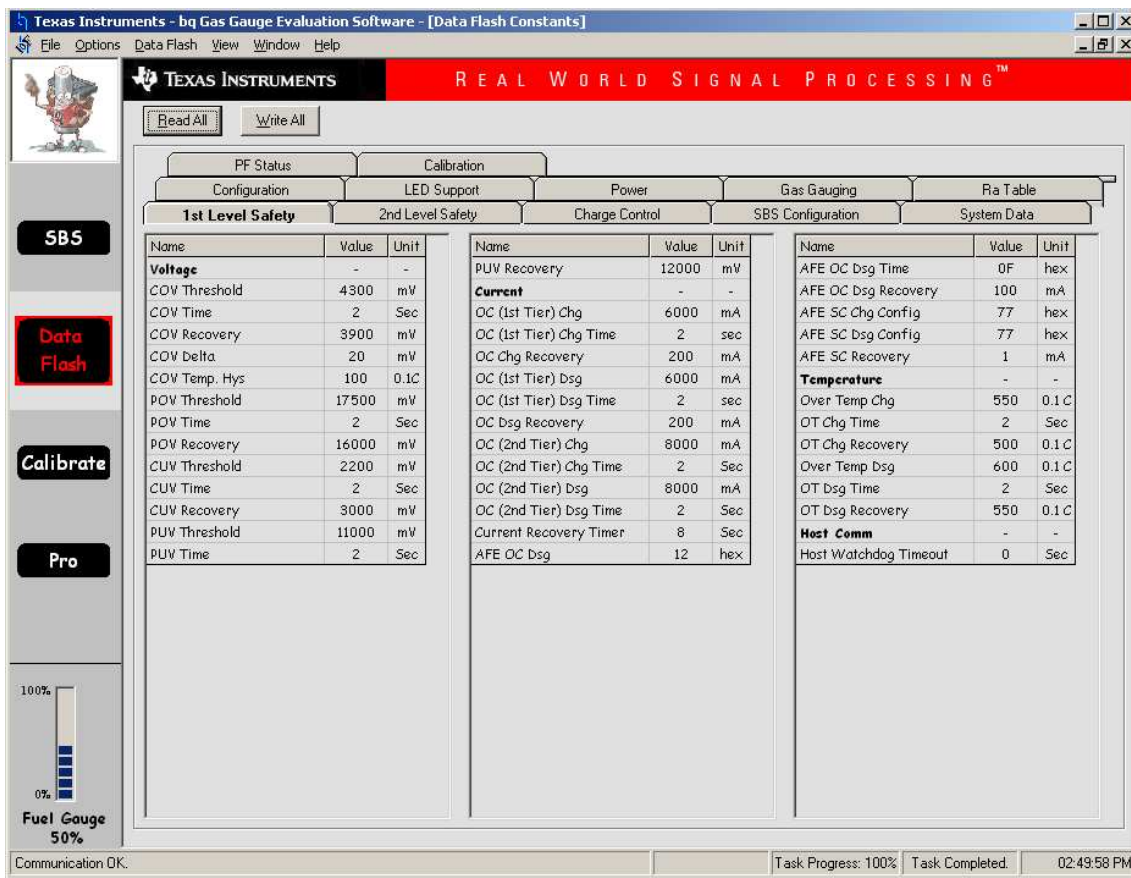 Texas Instruments - bq Gas Gauge Evaluation Software - [Data Flash Constants]
File Options Data Flash View Window Help
TEXAS INSTRUMENTS
REAL WORLD SIGNAL PROCESSING™
Read All Write All
PF Status Calibration
Configuration LED Support Power Gas Gauging Ra Table
1st Level Safety 2nd Level Safety Charge Control SBS Configuration System Data
SBS
Data Flash
Calibrate
Pro
100%
0%
Fuel Gauge
50%
Name Value Unit
Voltage - -
COV Threshold 4300 mV
COV Time 2 Sec
COV Recovery 3900 mV
COV Delta 20 mV
COV Temp. Hys 100 0.1C
POV Threshold 17500 mV
POV Time 2 Sec
POV Recovery 16000 mV
CUV Threshold 2200 mV
CUV Time 2 Sec
CUV Recovery 3000 mV
PUV Threshold 11000 mV
PUV Time 2 Sec
Name Value Unit
PUV Recovery 12000 mV
Current - -
OC (1st Tier) Chg 6000 mA
OC (1st Tier) Chg Time 2 sec
OC Chg Recovery 200 mA
OC (1st Tier) Dsg 6000 mA
OC (1st Tier) Dsg Time 2 sec
OC Dsg Recovery 200 mA
OC (2nd Tier) Chg 8000 mA
OC (2nd Tier) Chg Time 2 Sec
OC (2nd Tier) Dsg 8000 mA
OC (2nd Tier) Dsg Time 2 Sec
Current Recovery Timer 8 Sec
AFE OC Dsg 12 hex
Name Value Unit
AFE OC Dsg Time 0F hex
AFE OC Dsg Recovery 100 mA
AFE SC Chg Config 77 hex
AFE SC Dsg Config 77 hex
AFE SC Recovery 1 mA
Temperature - -
Over Temp Chg 550 0.1 C
OT Chg Time 2 Sec
OT Chg Recovery 500 0.1 C
Over Temp Dsg 600 0.1 C
OT Dsg Time 2 Sec
OT Dsg Recovery 550 0.1 C
Host Comm - -
Host Watchdog Timeout 0 Sec
Communication OK. Task Progress: 100% Task Completed. 02:49:58 PM